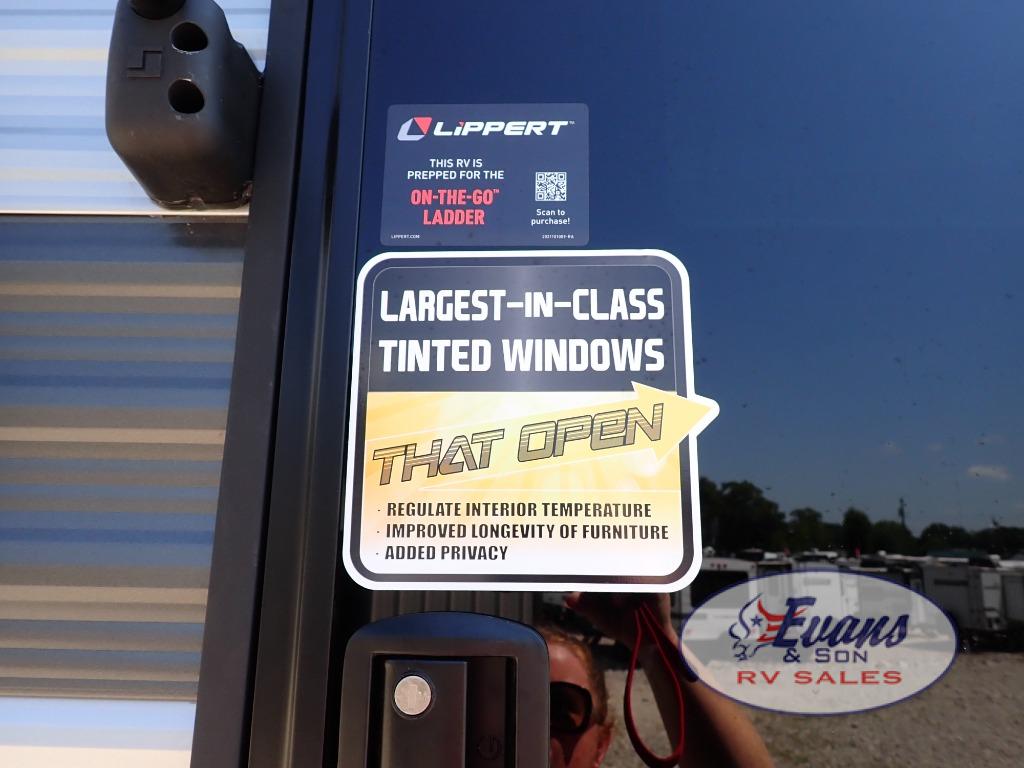 LIPPERT™
THIS RV IS
PREPPED FOR THE
ON-THE-GO™
LADDER
Scan to
purchase!
LIPPERT.COM
LARGEST-IN-CLASS
TINTED WINDOWS
THAT OPEN
· REGULATE INTERIOR TEMPERATURE
· IMPROVED LONGEVITY OF FURNITURE
· ADDED PRIVACY
Evans
& SON
RV SALES